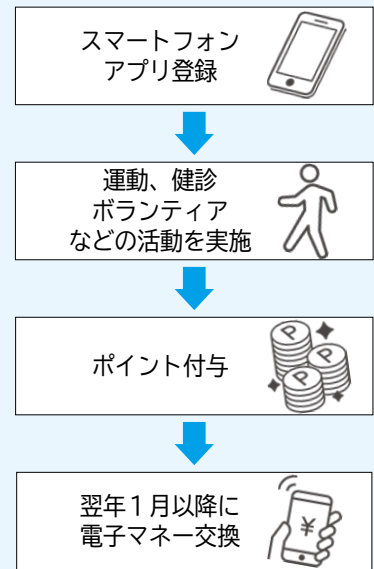 スマートフォン
アプリ登録
運動、健診
ボランティア
などの活動を実施
ポイント付与
P
P
P
翌年１月以降に
電子マネー交換
¥